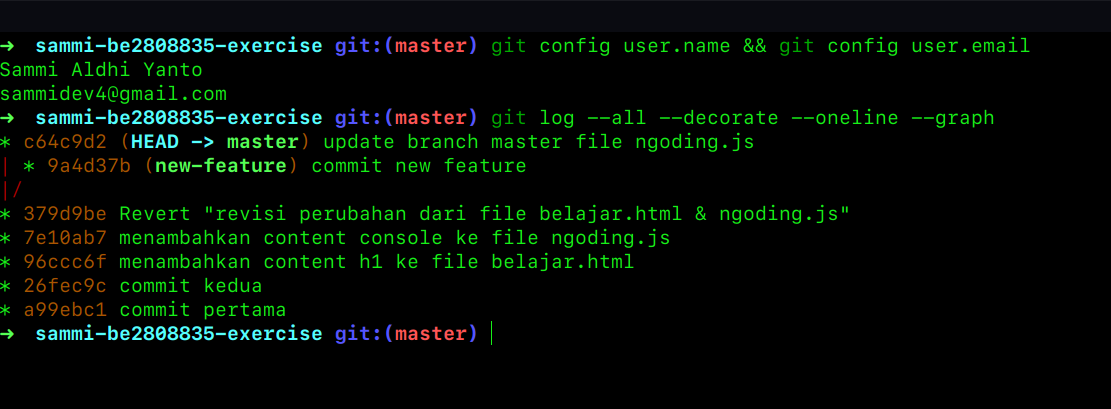 ➜  sammi-be2808835-exercise git:(master) git config user.name && git config user.email
Sammi Aldhi Yanto
sammidev4@gmail.com
➜  sammi-be2808835-exercise git:(master) git log --all --decorate --oneline --graph
* c64c9d2 (HEAD -> master) update branch master file ngoding.js
| * 9a4d37b (new-feature) commit new feature
|/
* 379d9be Revert "revisi perubahan dari file belajar.html & ngoding.js"
* 7e10ab7 menambahkan content console ke file ngoding.js
* 96ccc6f menambahkan content h1 ke file belajar.html
* 26fec9c commit kedua
* a99ebc1 commit pertama
➜  sammi-be2808835-exercise git:(master)